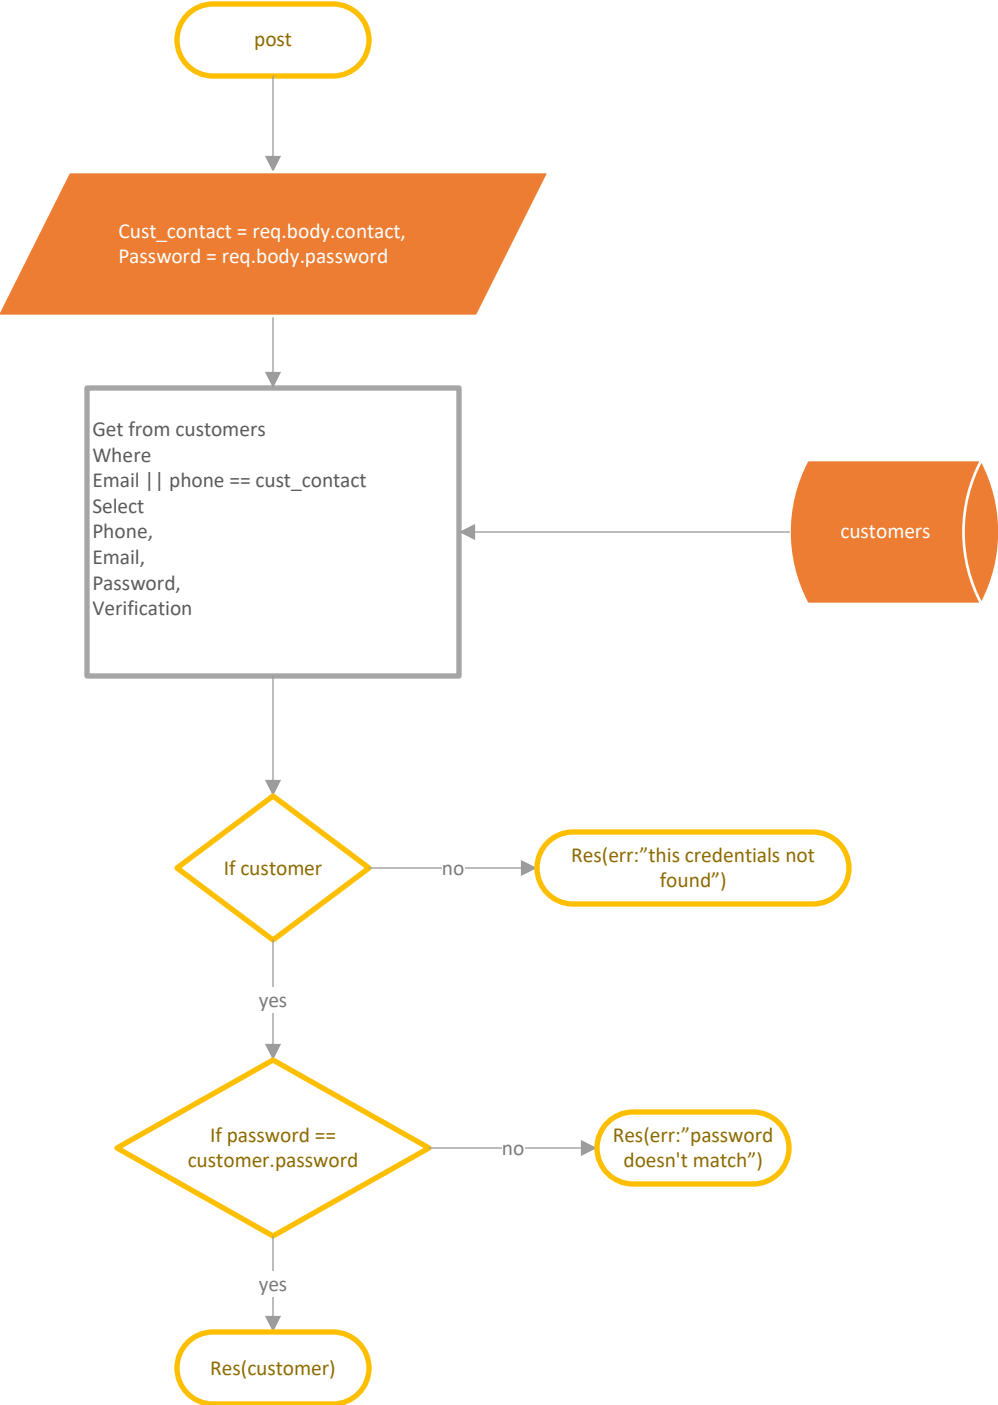 post
Cust_contact = req.body.contact,
Password = req.body.password
Get from customers
Where
Email || phone == cust_contact
Select
Phone,
Email,
Password,
Verification
customers
If customer
no
Res(err:”this credentials not
found”)
yes
If password ==
customer.password
no
Res(err:”password
doesn't match”)
yes
Res(customer)